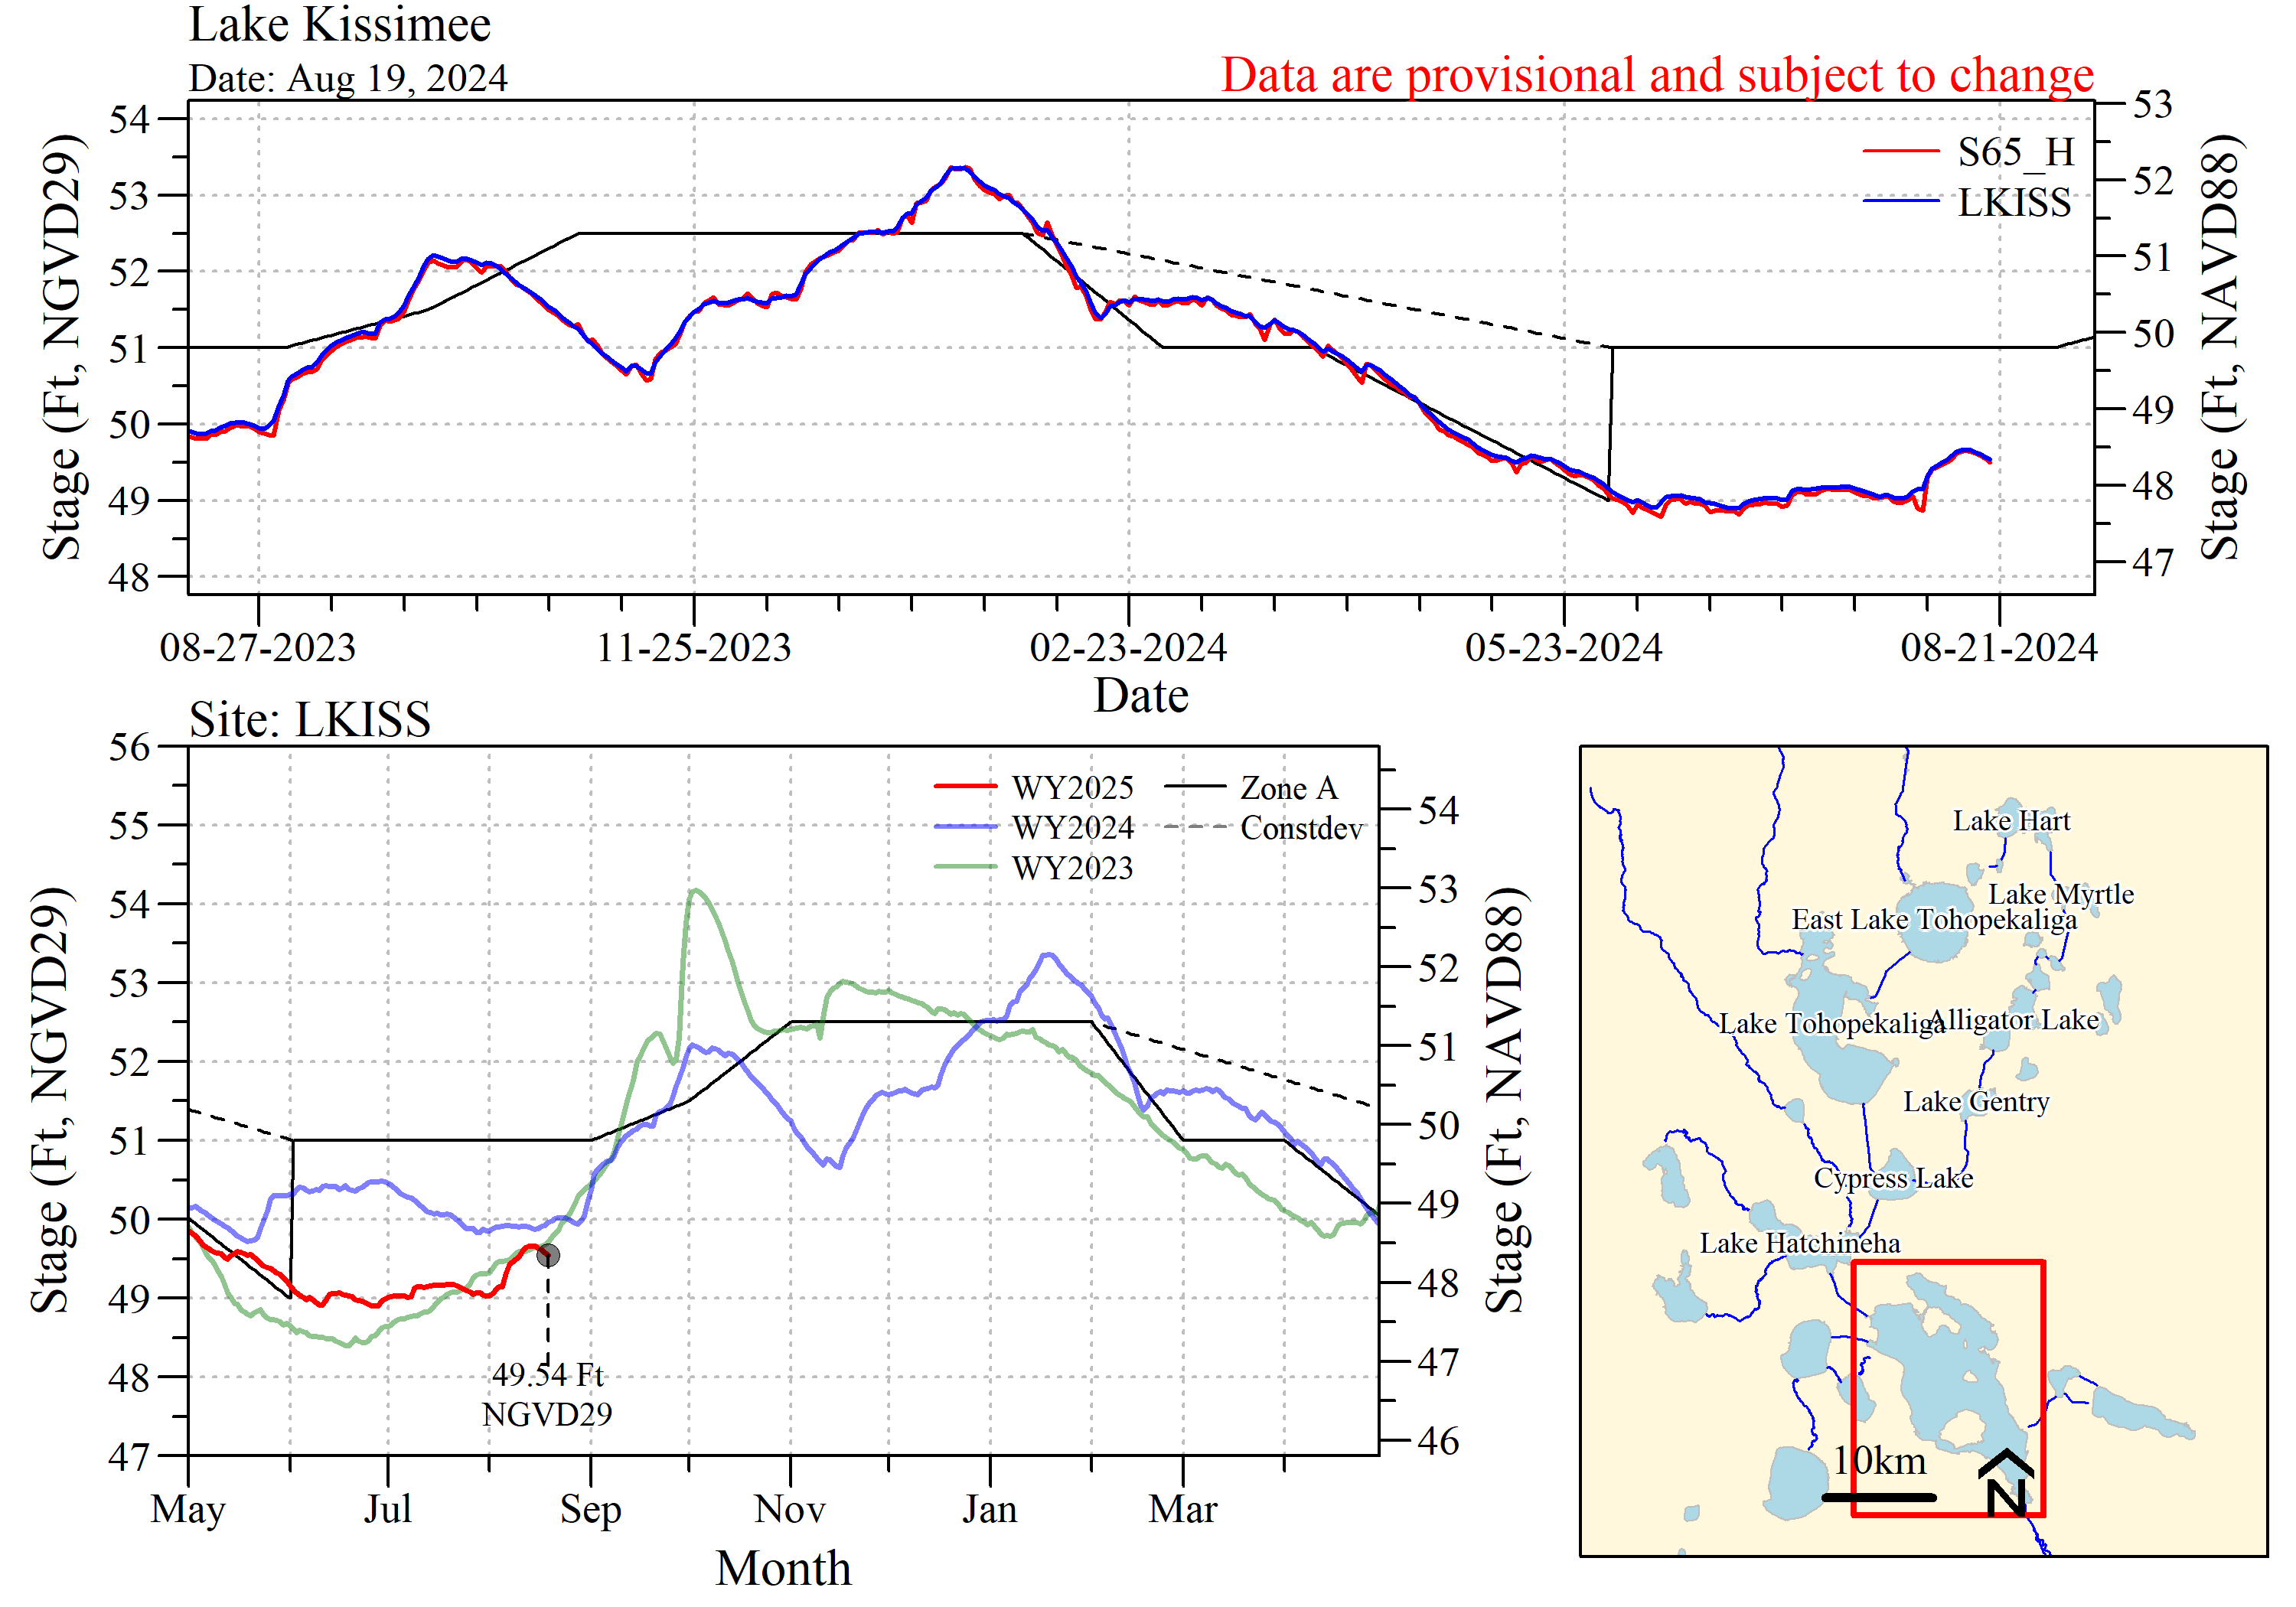 Lake Kissimee
Date: Aug 19, 2024
Data are provisional and subject to change
Stage (Ft, NGVD29)
54
53
52
51
50
49
48
S65_H
LKISS
53
52
51
50
49
48
47
Stage (Ft, NAVD88)
08-27-2023 11-25-2023 02-23-2024 05-23-2024 08-21-2024
Date
Site: LKISS
Stage (Ft, NGVD29)
56
55
54
53
52
51
50
49
48
47
WY2025 Zone A
WY2024 Constdev
WY2023
49.54 Ft
NGVD29
54
53
52
51
50
49
48
47
46
Stage (Ft, NAVD88)
May Jul Sep Nov Jan Mar
Month
Lake Hart
Lake Myrtle
East Lake Tohopekaliga
Lake Tohopekaliga
Alligator Lake
Lake Gentry
Cypress Lake
Lake Hatchineha
10km
N